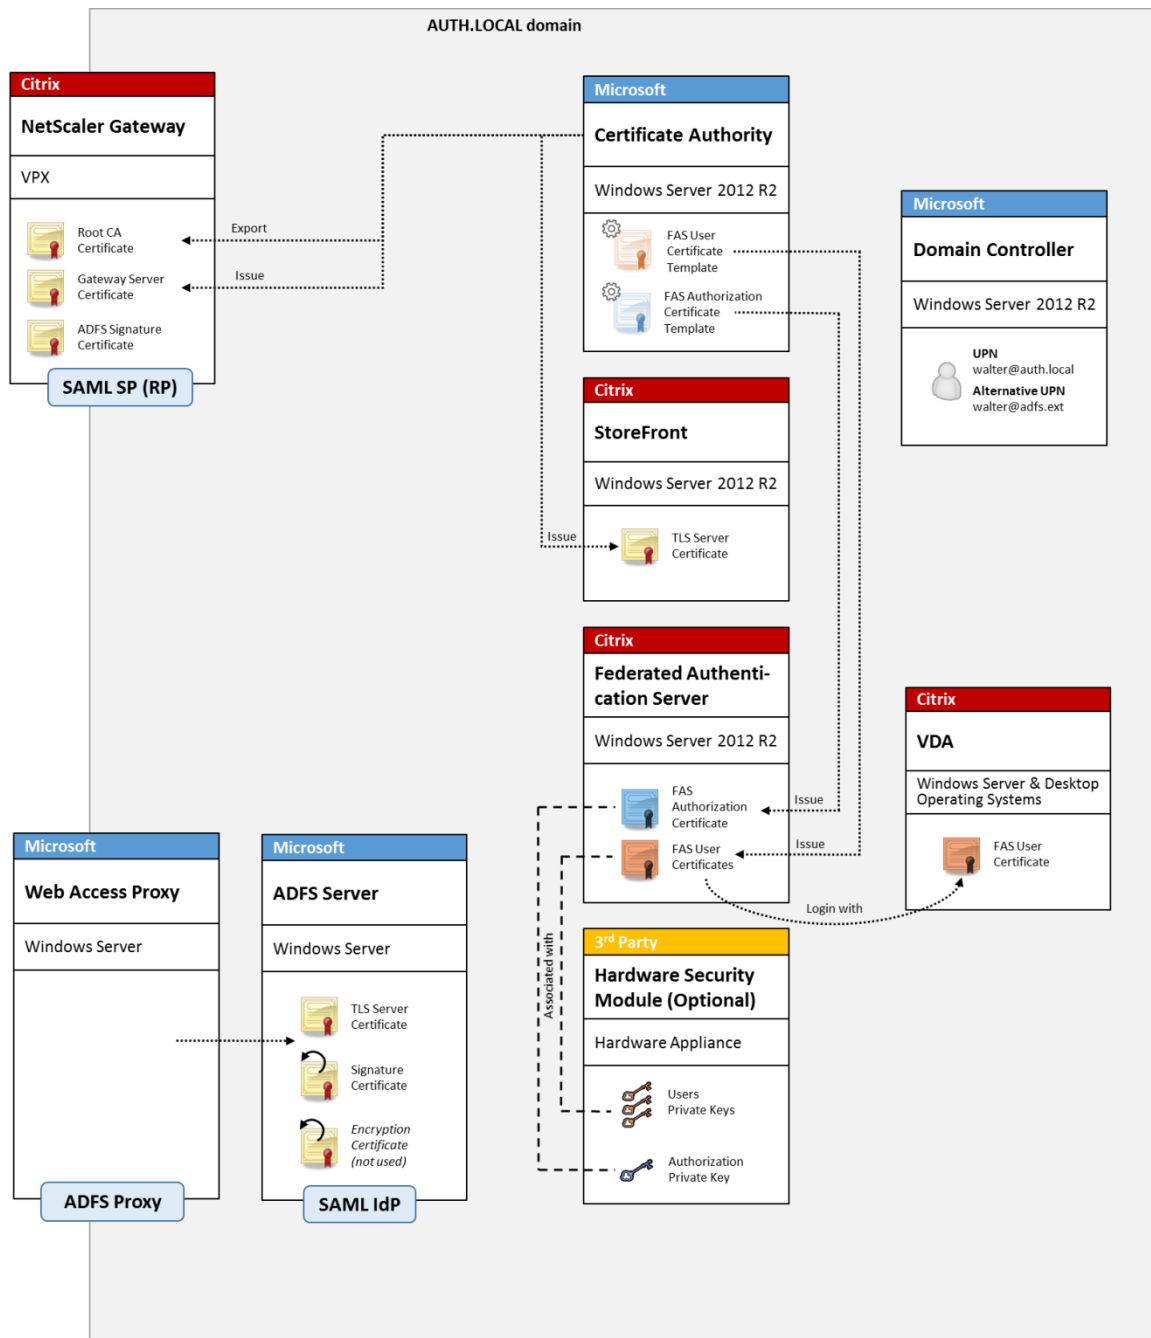 AUTH.LOCAL domain
Citrix
NetScaler Gateway
VPX
Root CA
Certificate
Gateway Server
Certificate
ADFS Signature
Certificate
SAML SP (RP)
Export
Issue
Microsoft
Certificate Authority
Windows Server 2012 R2
FAS User
Certificate
Template
FAS Authorization
Certificate
Template
Microsoft
Domain Controller
Windows Server 2012 R2
UPN
walter@auth.local
Alternative UPN
walter@adfs.ext
Citrix
StoreFront
Windows Server 2012 R2
Issue
TLS Server
Certificate
Citrix
Federated Authenti-
cation Server
Windows Server 2012 R2
FAS
Authorization
Certificate
FAS User
Certificates
Issue
Issue
Login with
Citrix
VDA
Windows Server & Desktop
Operating Systems
FAS User
Certificate
Microsoft
Web Access Proxy
Windows Server
ADFS Proxy
Microsoft
ADFS Server
Windows Server
TLS Server
Certificate
Signature
Certificate
Encryption
Certificate
(not used)
SAML IdP
Associated with
3rd Party
Hardware Security
Module (Optional)
Hardware Appliance
Users
Private Keys
Authorization
Private Key